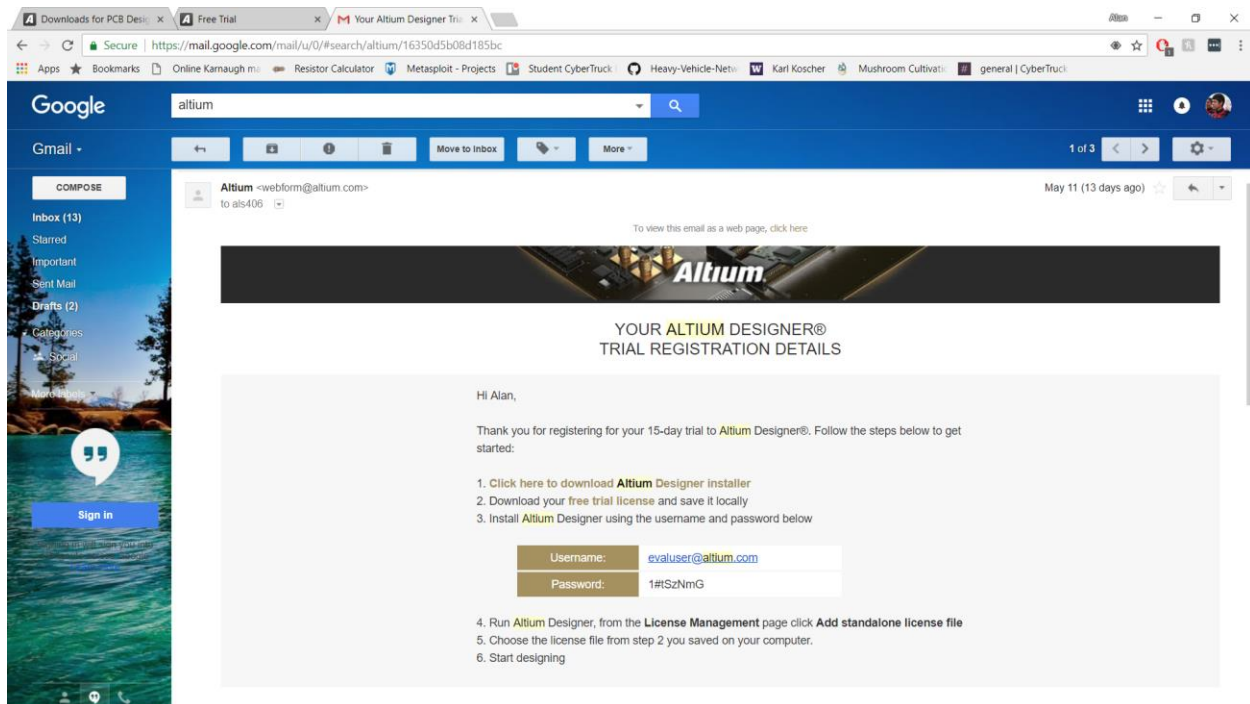 Downloads for PCB Desig
Free Trial
Your Altium Designer Tria
Secure | https://mail.google.com/mail/u/0/#search/altium/16350d5b08d185bc
Apps Bookmarks Online Karnaugh ma Resistor Calculator Metasploit - Projects Student CyberTruck Heavy-Vehicle-Netw Karl Koscher Mushroom Cultivati general | CyberTruck
Google
altium
Gmail
Move to Inbox
More
1 of 3
COMPOSE
Inbox (13)
Starred
Important
Sent Mail
Drafts (2)
Categories
Social
More labels
Sign in
Altium <webform@altium.com>
to als406
May 11 (13 days ago)
To view this email as a web page, click here
Altium
YOUR ALTIUM DESIGNER®
TRIAL REGISTRATION DETAILS
Hi Alan,
Thank you for registering for your 15-day trial to Altium Designer®. Follow the steps below to get
started:
1. Click here to download Altium Designer installer
2. Download your free trial license and save it locally
3. Install Altium Designer using the username and password below
Username: evaluser@altium.com
Password: 1#tSzNmG
4. Run Altium Designer, from the License Management page click Add standalone license file
5. Choose the license file from step 2 you saved on your computer.
6. Start designing